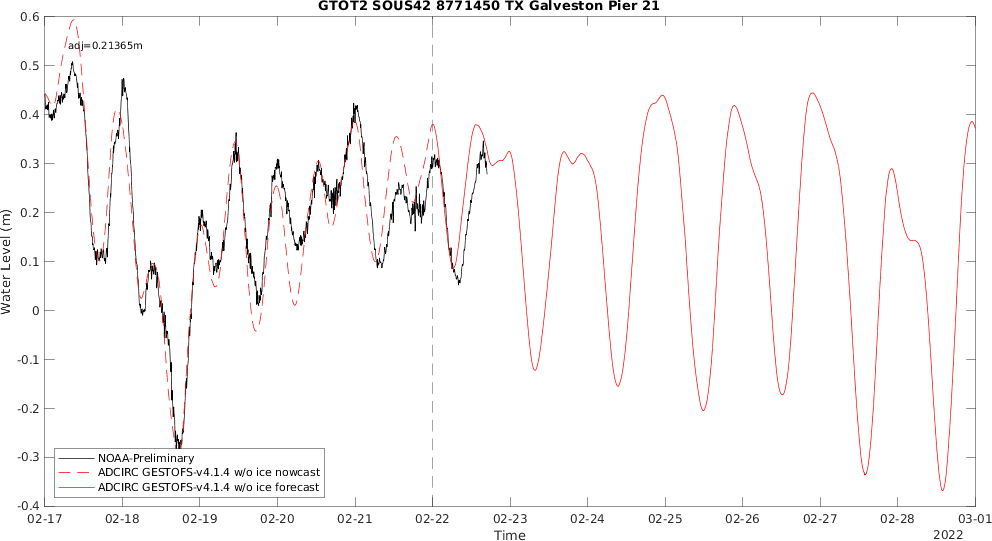 GTOT2 SOUS42 8771450 TX Galveston Pier 21
adj=0.21365m
0.6
0.5
0.4
0.3
0.2
0.1
0
-0.1
-0.2
-0.3
-0.4
Water Level (m)
NOAA-Preliminary
ADCIRC GESTOFS-v4.1.4 w/o ice nowcast
ADCIRC GESTOFS-v4.1.4 w/o ice forecast
02-17 02-18 02-19 02-20 02-21 02-22 02-23 02-24 02-25 02-26 02-27 02-28 03-01
Time
2022